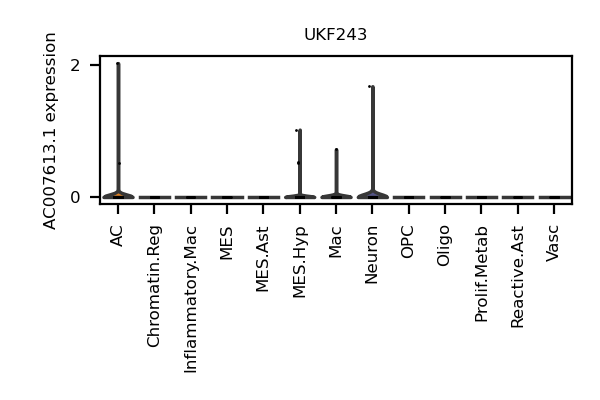 UKF243
AC007613.1 expression
2
0
AC
Chromatin.Reg
Inflammatory.Mac
MES
MES.Ast
MES.Hyp
Mac
Neuron
OPC
Oligo
Prolif.Metab
Reactive.Ast
Vasc